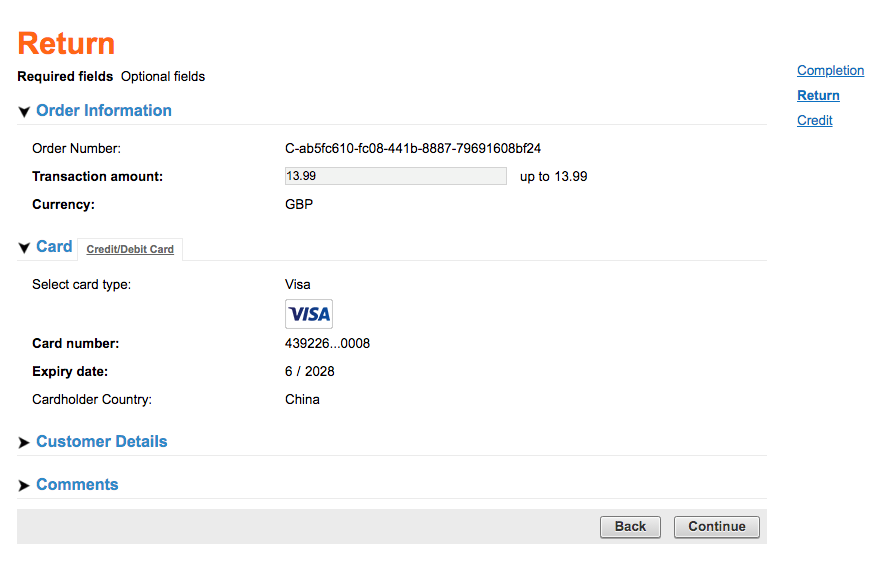 Return
Required fields Optional fields
Completion
Return
Credit
Order Information
Order Number: C-ab5fc610-fc08-441b-8887-79691608bf24
Transaction amount: 13.99 up to 13.99
Currency: GBP
Card Credit/Debit Card
Select card type: Visa
VISA
Card number: 439226...0008
Expiry date: 6 / 2028
Cardholder Country: China
Customer Details
Comments
Back Continue